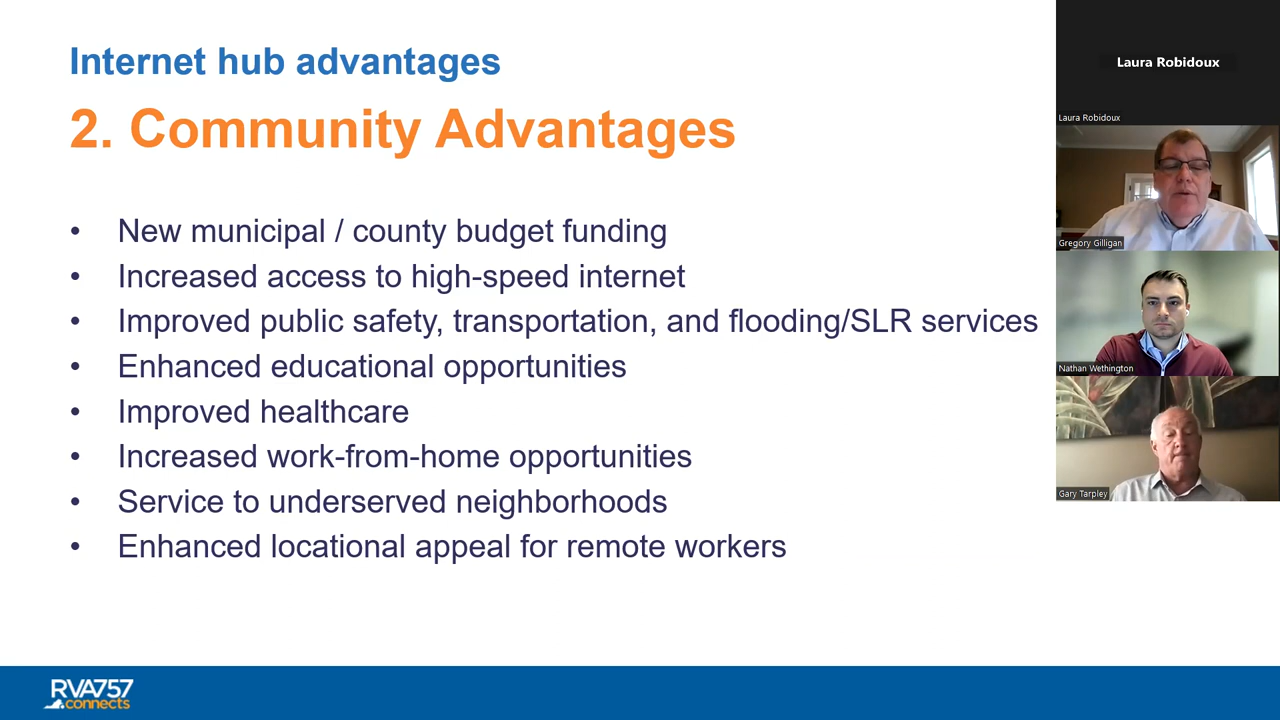 Internet hub advantages
2. Community Advantages
• New municipal / county budget funding
• Increased access to high-speed internet
• Improved public safety, transportation, and flooding/SLR services
• Enhanced educational opportunities
• Improved healthcare
• Increased work-from-home opportunities
• Service to underserved neighborhoods
• Enhanced locational appeal for remote workers
RVA757
connects
Laura Robidoux
Laura Robidoux
Gregory Gilligan
Nathan Wethington
Gary Tarpley